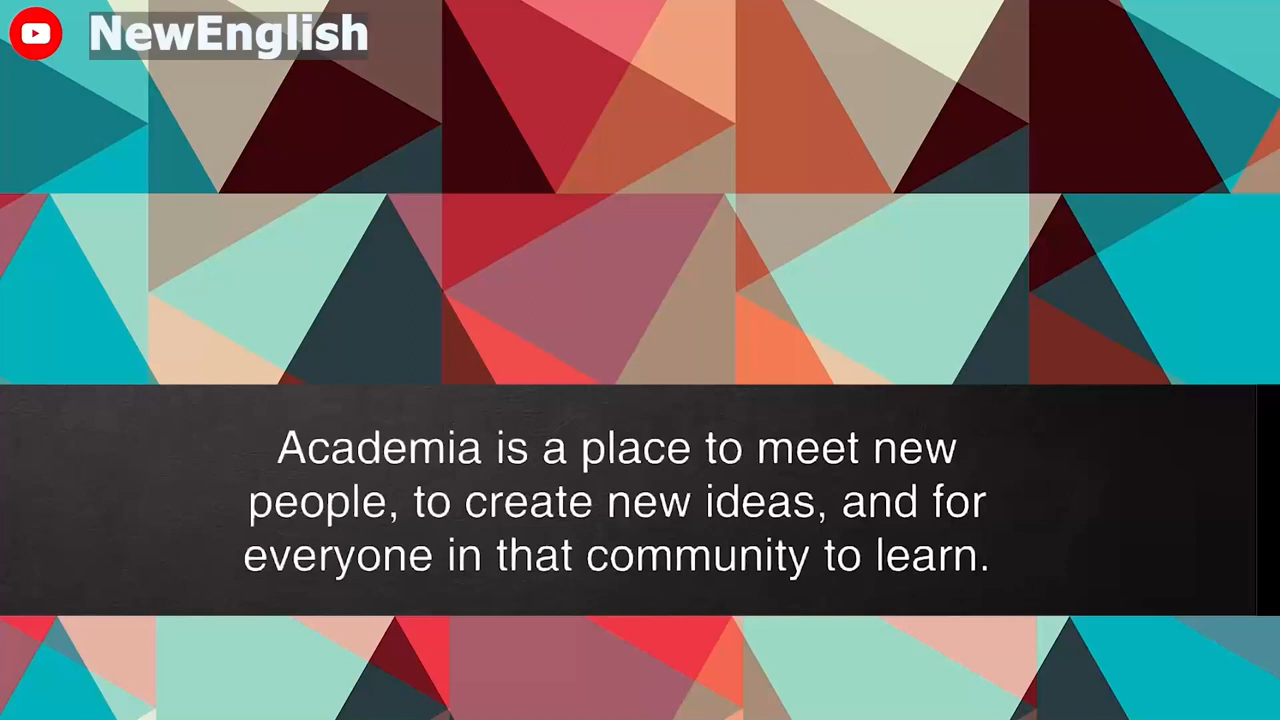 NewEnglish
Academia is a place to meet new
people, to create new ideas, and for
everyone in that community to learn.